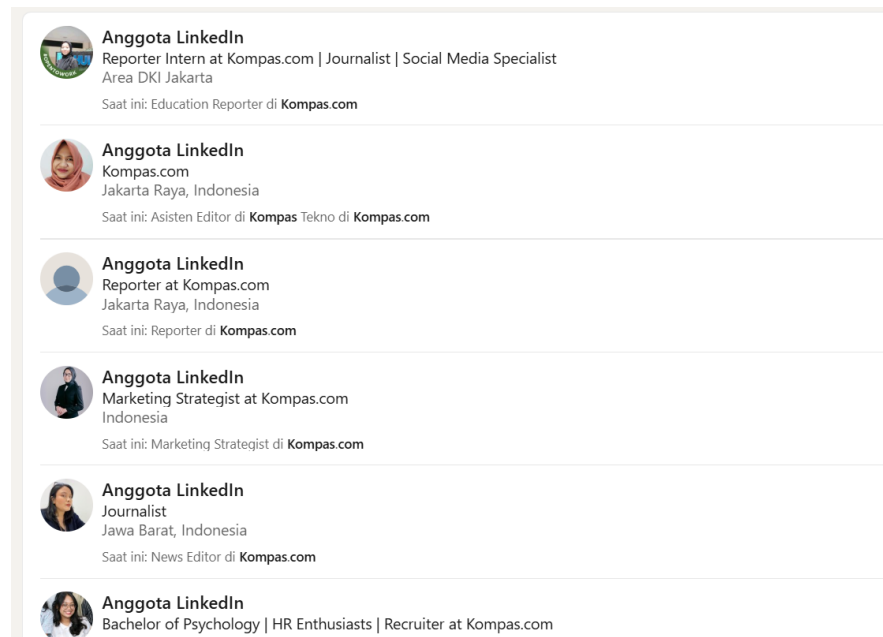 #OPENTOWORK
Anggota LinkedIn
Reporter Intern at Kompas.com | Journalist | Social Media Specialist
Area DKI Jakarta
Saat ini: Education Reporter di Kompas.com
Anggota LinkedIn
Kompas.com
Jakarta Raya, Indonesia
Saat ini: Asisten Editor di Kompas Tekno di Kompas.com
Anggota LinkedIn
Reporter at Kompas.com
Jakarta Raya, Indonesia
Saat ini: Reporter di Kompas.com
Anggota LinkedIn
Marketing Strategist at Kompas.com
Indonesia
Saat ini: Marketing Strategist di Kompas.com
Anggota LinkedIn
Journalist
Jawa Barat, Indonesia
Saat ini: News Editor di Kompas.com
Anggota LinkedIn
Bachelor of Psychology | HR Enthusiasts | Recruiter at Kompas.com